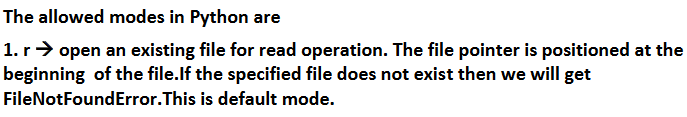 The allowed modes in Python are
1. r → open an existing file for read operation. The file pointer is positioned at the
beginning of the file.If the specified file does not exist then we will get
FileNotFoundError.This is default mode.